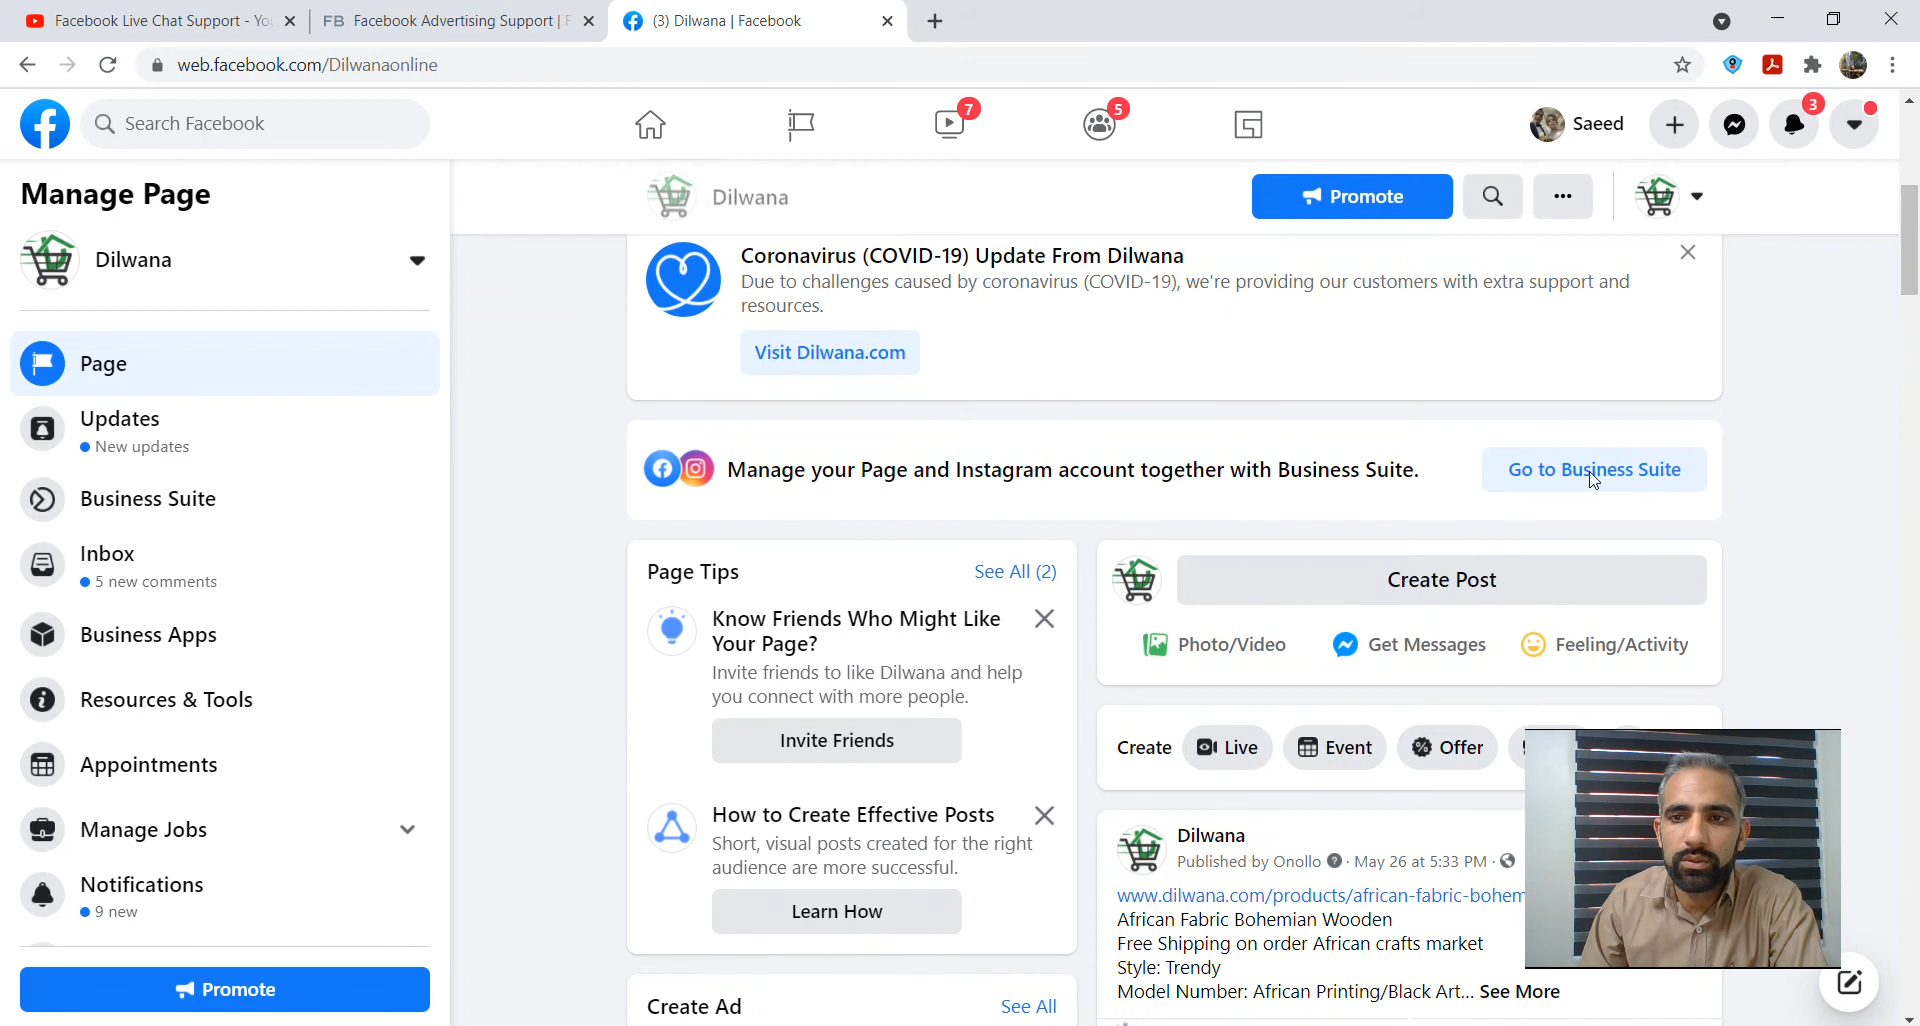 Facebook Live Chat Support - Yo
FB Facebook Advertising Support | F
(3) Dilwana | Facebook
web.facebook.com/Dilwanaonline
Search Facebook
7
5
Saeed
3
Manage Page
Dilwana
Page
Updates
New updates
Business Suite
Inbox
5 new comments
Business Apps
Resources & Tools
Appointments
Manage Jobs
Notifications
9 new
Promote
Dilwana
Promote
Coronavirus (COVID-19) Update From Dilwana
Due to challenges caused by coronavirus (COVID-19), we're providing our customers with extra support and
resources.
Visit Dilwana.com
Manage your Page and Instagram account together with Business Suite.
Go to Business Suite
Page Tips
See All (2)
Know Friends Who Might Like
Your Page?
Invite friends to like Dilwana and help
you connect with more people.
Invite Friends
How to Create Effective Posts
Short, visual posts created for the right
audience are more successful.
Learn How
Create Ad
See All
Create Post
Photo/Video
Get Messages
Feeling/Activity
Create
Live
Event
Offer
Dilwana
Published by Onollo · May 26 at 5:33 PM ·
www.dilwana.com/products/african-fabric-bohem
African Fabric Bohemian Wooden
Free Shipping on order African crafts market
Style: Trendy
Model Number: African Printing/Black Art... See More